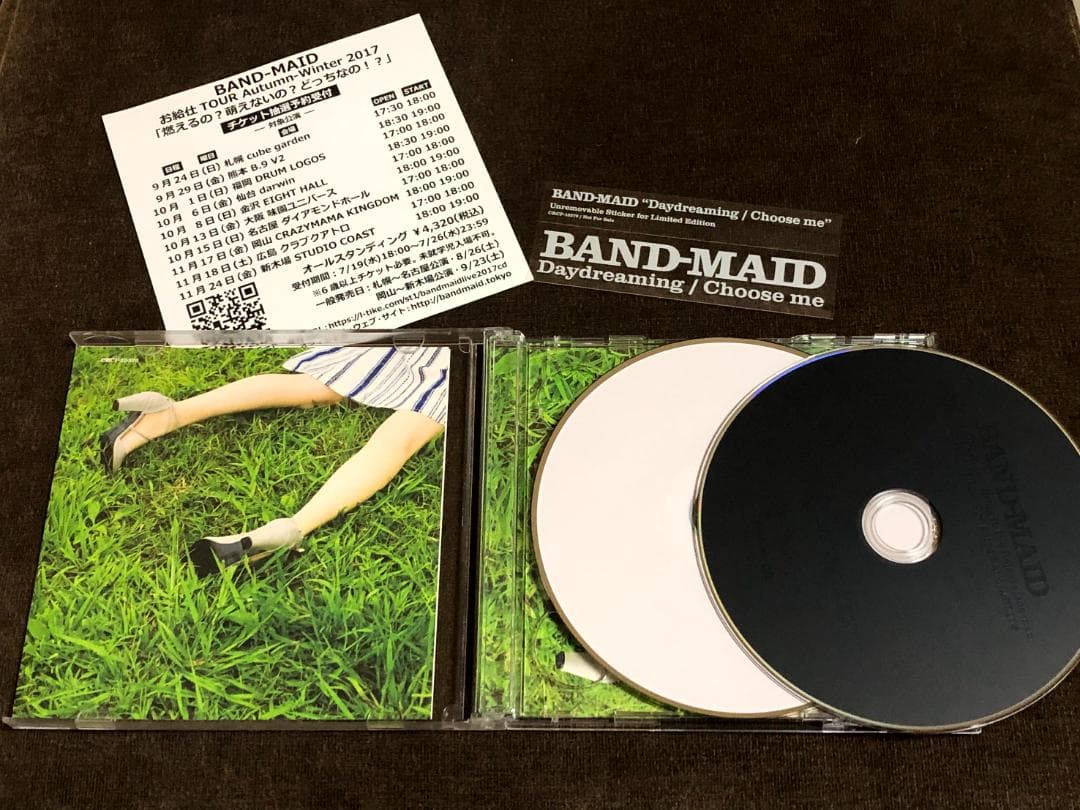 BAND-MAID
お給仕 TOUR Autumn-Winter 2017
「燃えるの？萌えないの？どっちなの！？」
チケット抽選予約受付
― 対象公演 ―
日程 曜日 会場 OPEN START
9月24日(日) 札幌 cube garden 17:30 18:00
9月29日(金) 熊本 B.9 V2 18:30 19:00
10月 1日(日) 福岡 DRUM LOGOS 17:00 18:00
10月 6日(金) 仙台 darwin 18:30 19:00
10月 8日(日) 金沢 EIGHT HALL 17:00 18:00
10月13日(金) 大阪 味園ユニバース 18:00 19:00
10月15日(日) 名古屋 ダイアモンドホール 17:00 18:00
11月17日(金) 岡山 CRAZYMAMA KINGDOM 18:00 19:00
11月18日(土) 広島 クラブクアトロ 17:00 18:00
11月24日(金) 新木場 STUDIO COAST 18:00 19:00
オールスタンディング ￥4,320(税込)
受付期間：7/19(水)18:00～7/26(水)23:59
※6歳以上チケット必要。未就学児入場不可。
一般発売日：札幌～名古屋公演・8/26(土)
岡山～新木場公演・9/23(土)
:https://l-tike.com/st1/bandmaidlive2017cd
ウェブ・サイト:http://bandmaid.tokyo
BAND-MAID "Daydreaming / Choose me"
Unremovable Sticker for Limited Edition
BAND-MAID
Daydreaming / Choose me
BAND-MAID